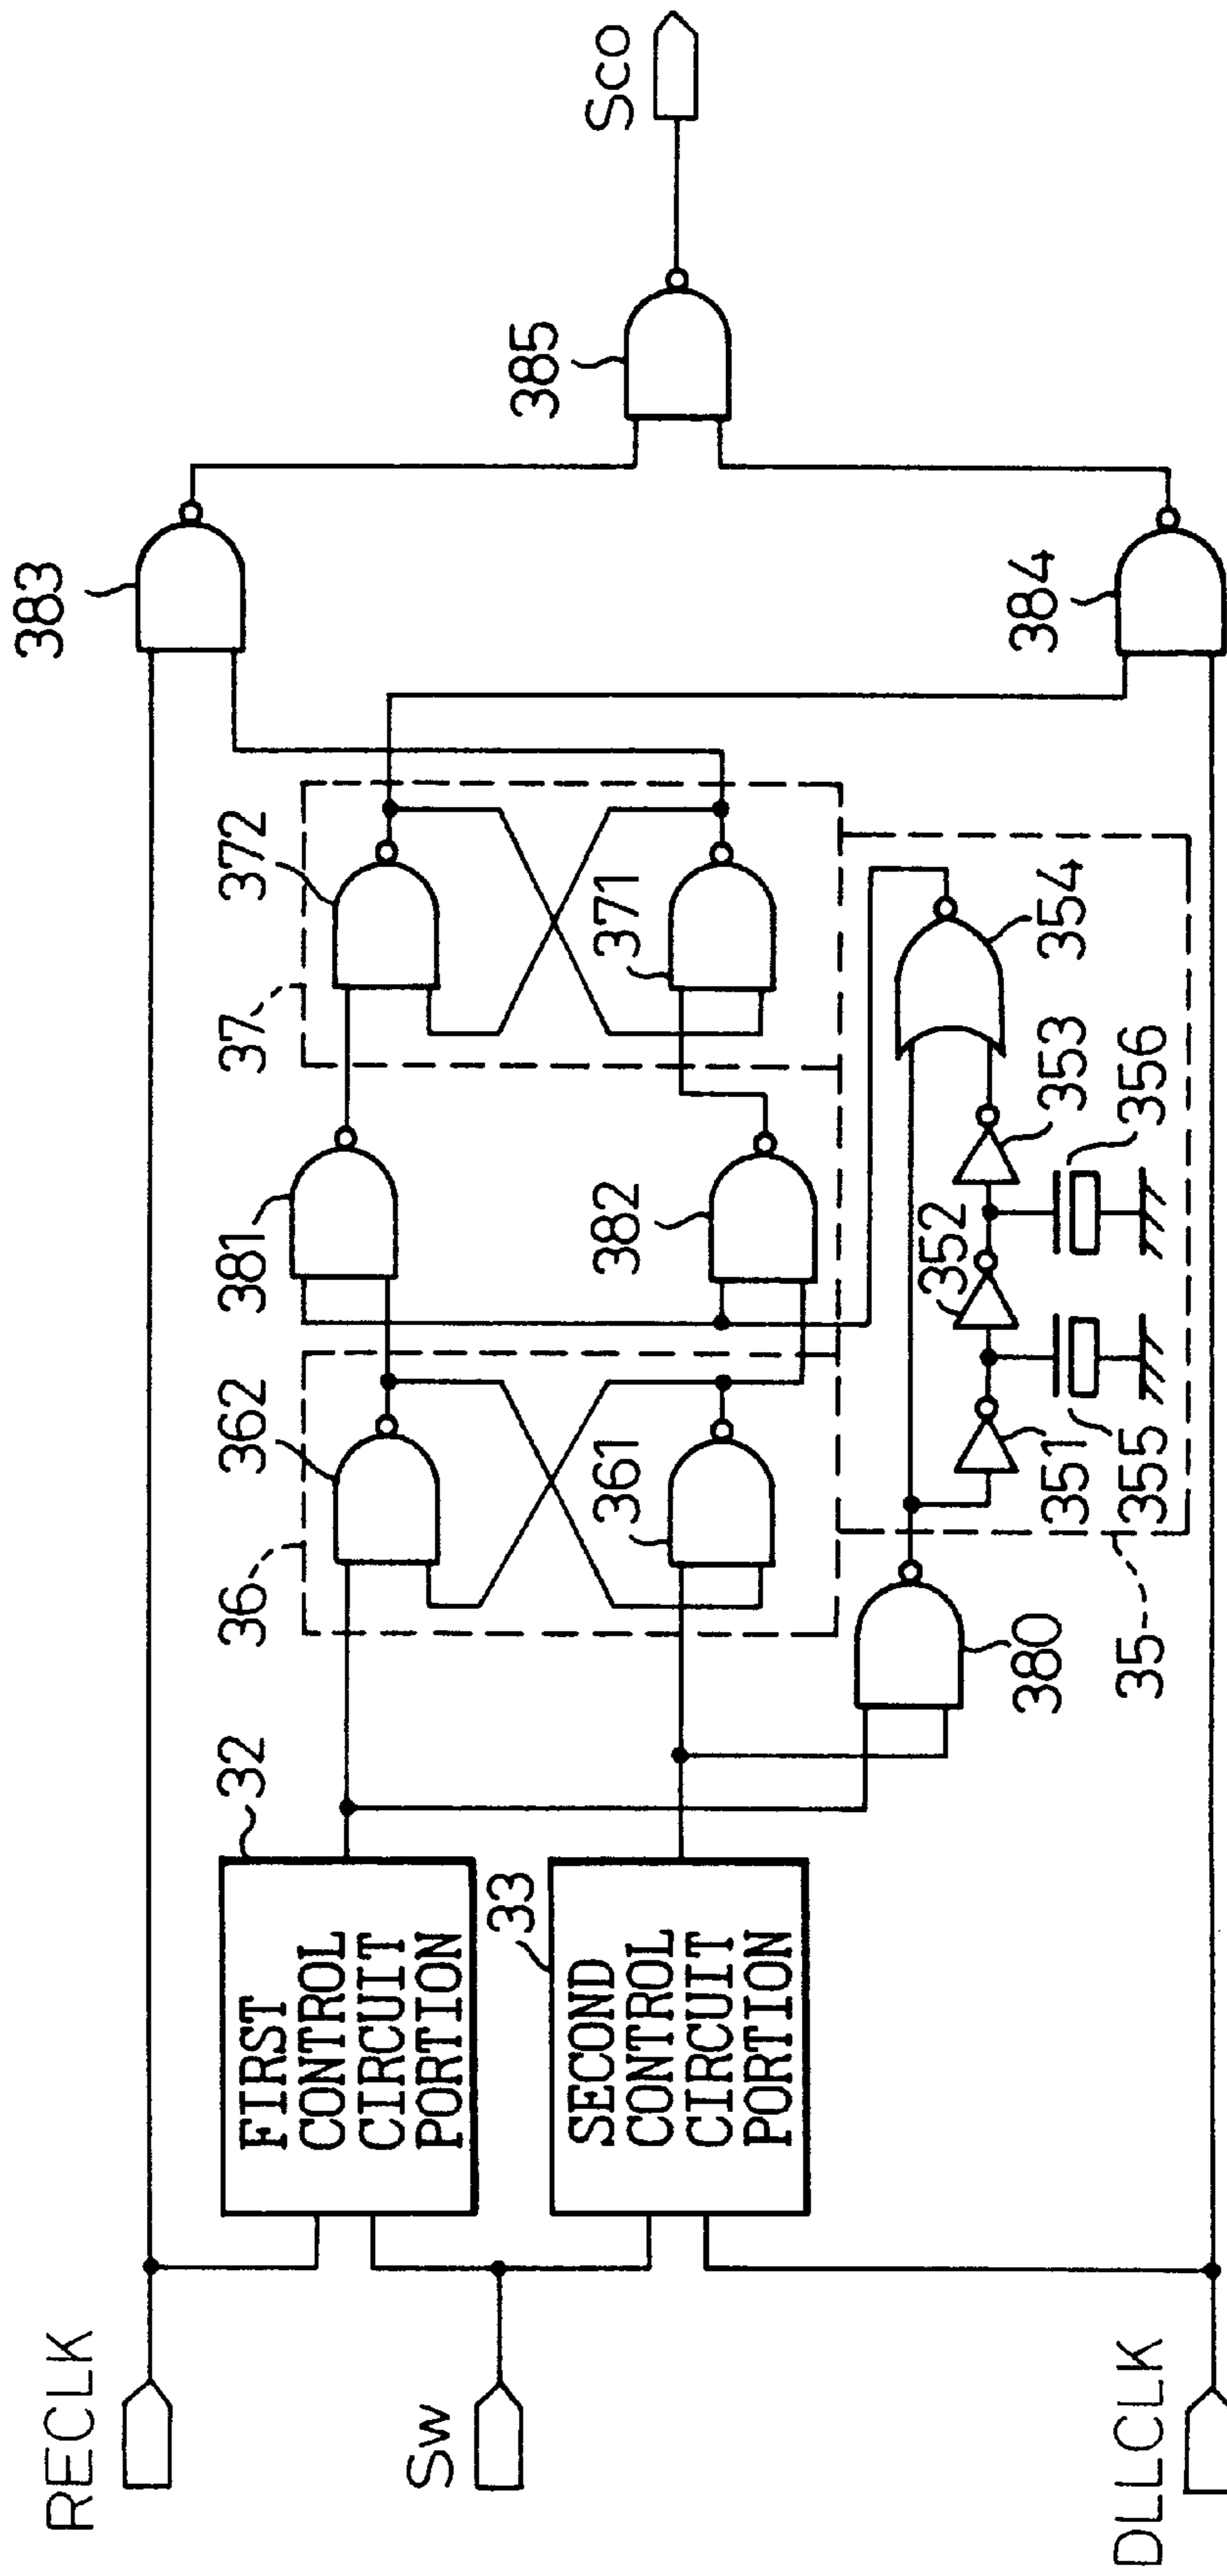 RECLK
Sw
DLLCLK
32
FIRST
CONTROL
CIRCUIT
PORTION
33
SECOND
CONTROL
CIRCUIT
PORTION
36
362
361
380
35
381
382
351
355
352
356
353
354
37
372
371
383
384
385
Sco